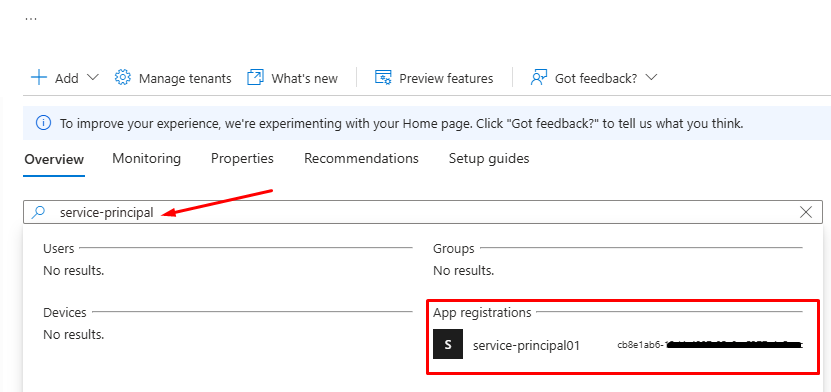 ...
Add Manage tenants What's new Preview features Got feedback?
To improve your experience, we're experimenting with your Home page. Click "Got feedback?" to tell us what you think.
Overview Monitoring Properties Recommendations Setup guides
service-principal
Users Groups
No results. No results.
Devices App registrations
No results.
S service-principal01 cb8e1ab6-